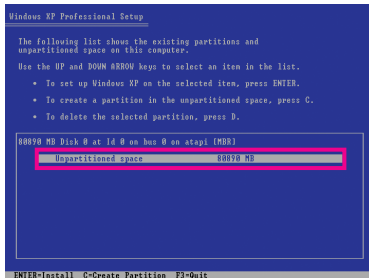 Windows XP Professional Setup
The following list shows the existing partitions and
unpartitioned space on this computer.
Use the UP and DOWN ARROW keys to select an item in the list.
• To set up Windows XP on the selected item, press ENTER.
• To create a partition in the unpartitioned space, press C.
• To delete the selected partition, press D.
80890 MB Disk 0 at Id 0 on bus 0 on atapi [MBR]
Unpartitioned space 80890 MB
ENTER=Install C=Create Partition F3=Quit